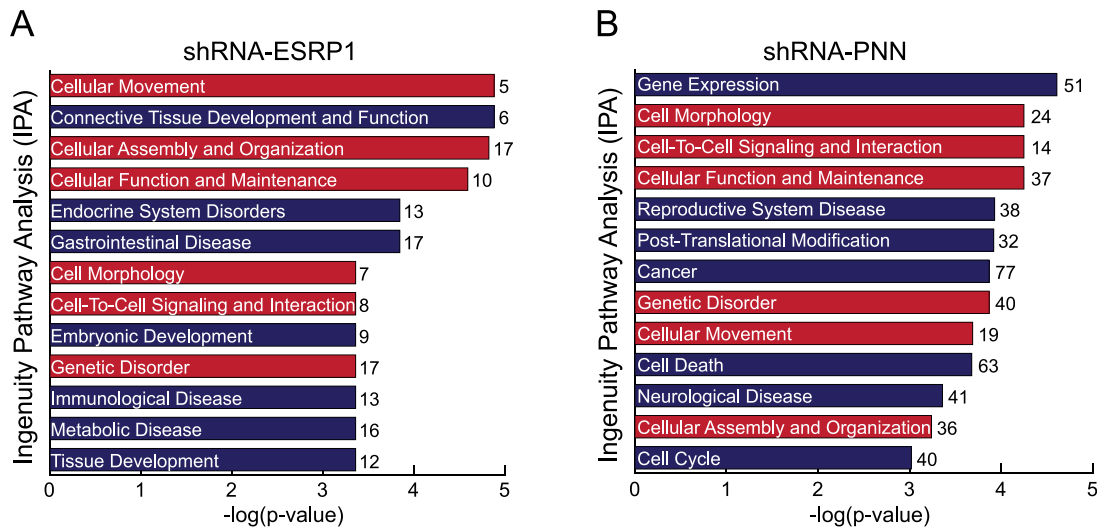 A
shRNA-ESRP1
Ingenuity Pathway Analysis (IPA)
Cellular Movement 5
Connective Tissue Development and Function 6
Cellular Assembly and Organization 17
Cellular Function and Maintenance 10
Endocrine System Disorders 13
Gastrointestinal Disease 17
Cell Morphology 7
Cell-To-Cell Signaling and Interaction 8
Embryonic Development 9
Genetic Disorder 17
Immunological Disease 13
Metabolic Disease 16
Tissue Development 12
0 1 2 3 4 5
-log(p-value)
B
shRNA-PNN
Ingenuity Pathway Analysis (IPA)
Gene Expression 51
Cell Morphology 24
Cell-To-Cell Signaling and Interaction 14
Cellular Function and Maintenance 37
Reproductive System Disease 38
Post-Translational Modification 32
Cancer 77
Genetic Disorder 40
Cellular Movement 19
Cell Death 63
Neurological Disease 41
Cellular Assembly and Organization 36
Cell Cycle 40
0 1 2 3 4 5
-log(p-value)